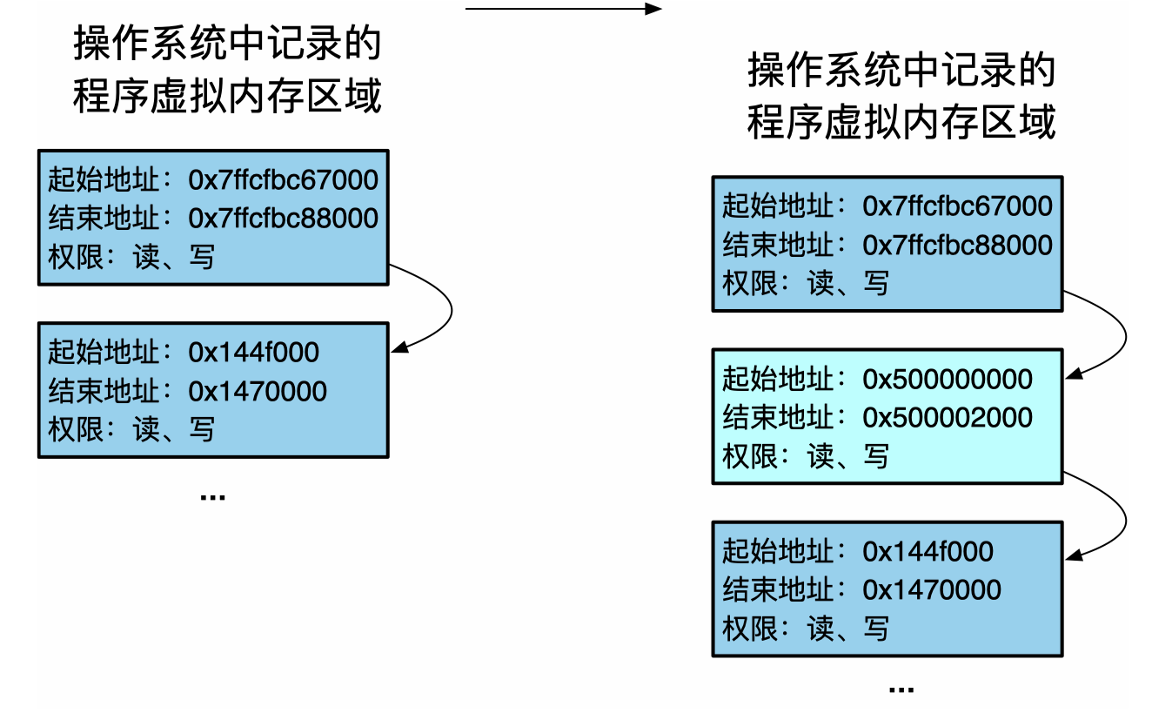 操作系统中记录的
程序虚拟内存区域
起始地址：0x7ffcfbc67000
结束地址：0x7ffcfbc88000
权限：读、写
起始地址：0x144f000
结束地址：0x1470000
权限：读、写
...
操作系统中记录的
程序虚拟内存区域
起始地址：0x7ffcfbc67000
结束地址：0x7ffcfbc88000
权限：读、写
起始地址：0x500000000
结束地址：0x500002000
权限：读、写
起始地址：0x144f000
结束地址：0x1470000
权限：读、写
...